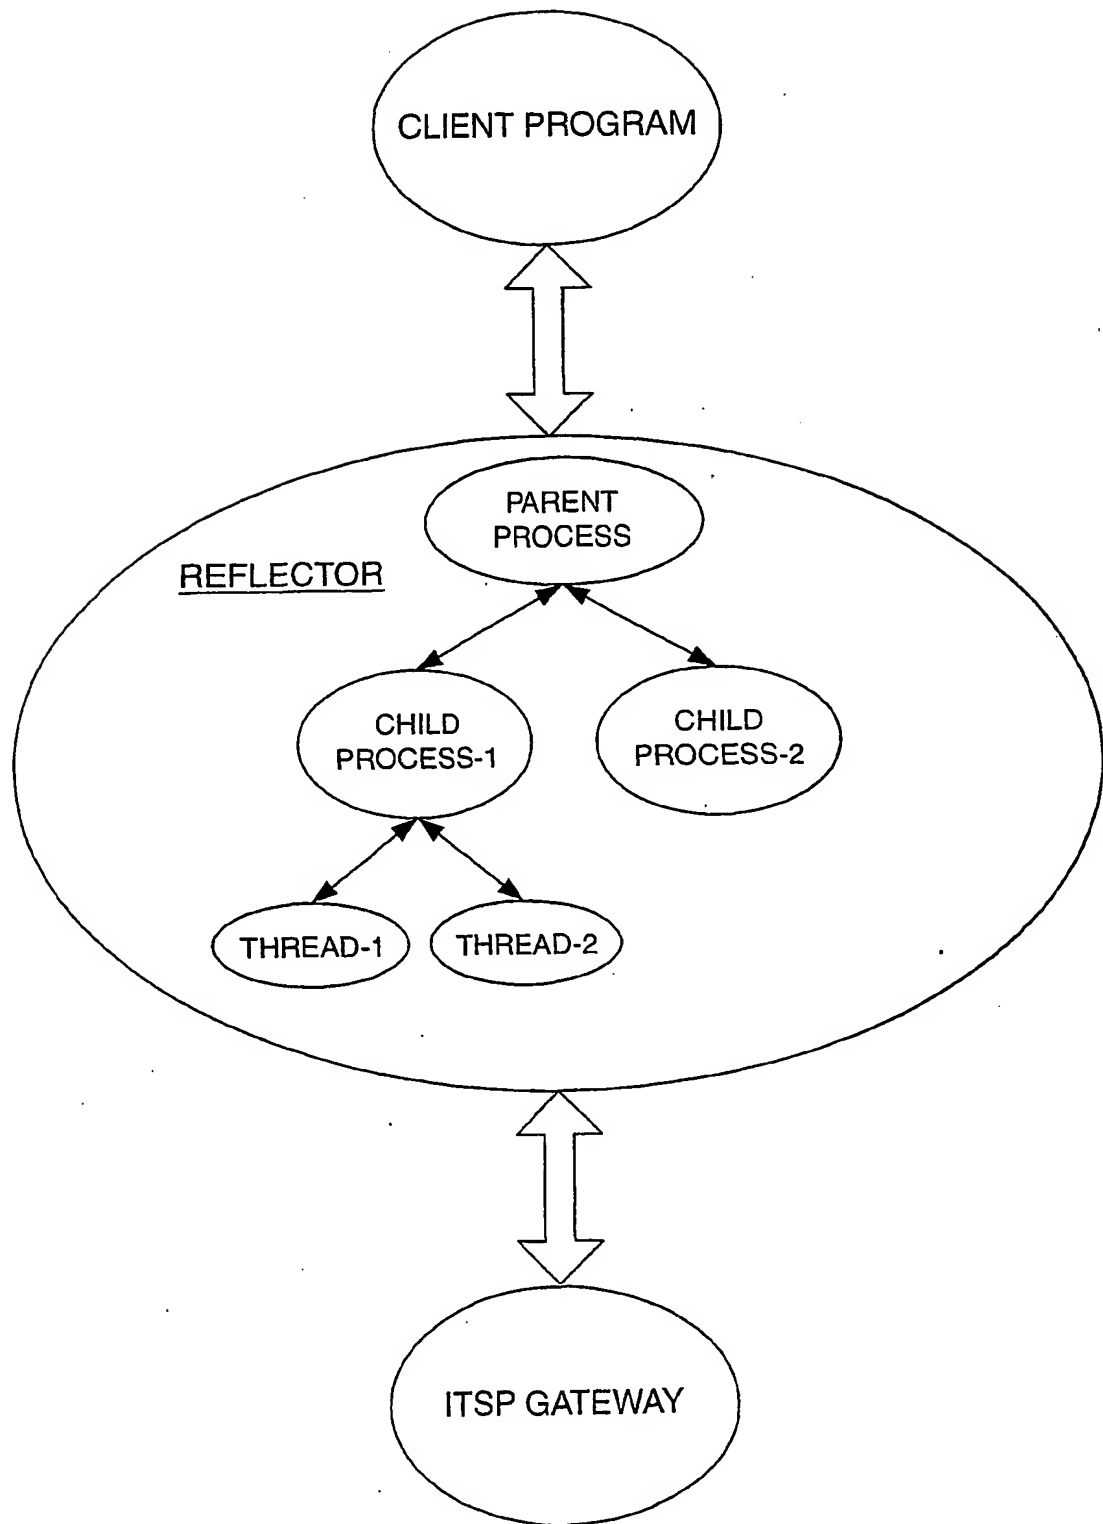 CLIENT PROGRAM
PARENT
PROCESS
REFLECTOR
CHILD
PROCESS-1
CHILD
PROCESS-2
THREAD-1
THREAD-2
ITSP GATEWAY